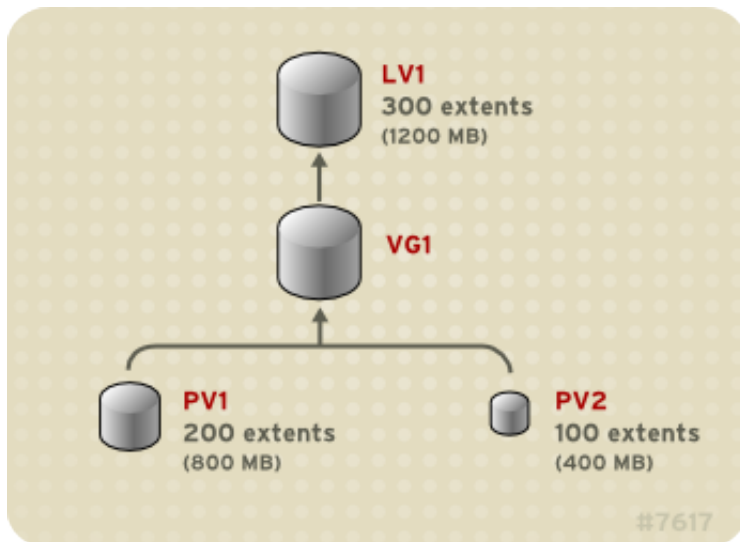 LV1
300 extents
(1200 MB)
VG1
PV1
200 extents
(800 MB)
PV2
100 extents
(400 MB)
#7617